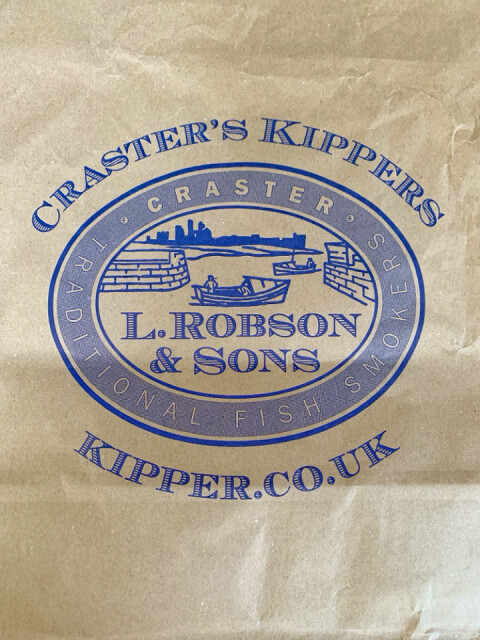 CRASTER'S KIPPERS
CRASTER
TRADITIONAL FISH SMOKERS
L. ROBSON
& SONS
KIPPER.CO.UK